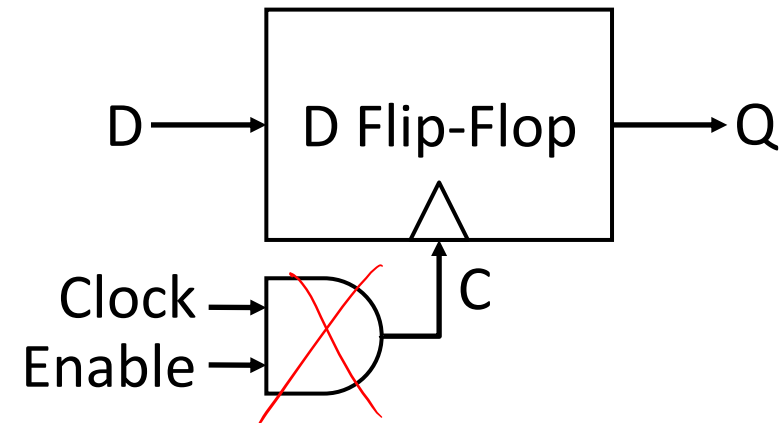 D
D Flip-Flop
Q
C
Clock
Enable